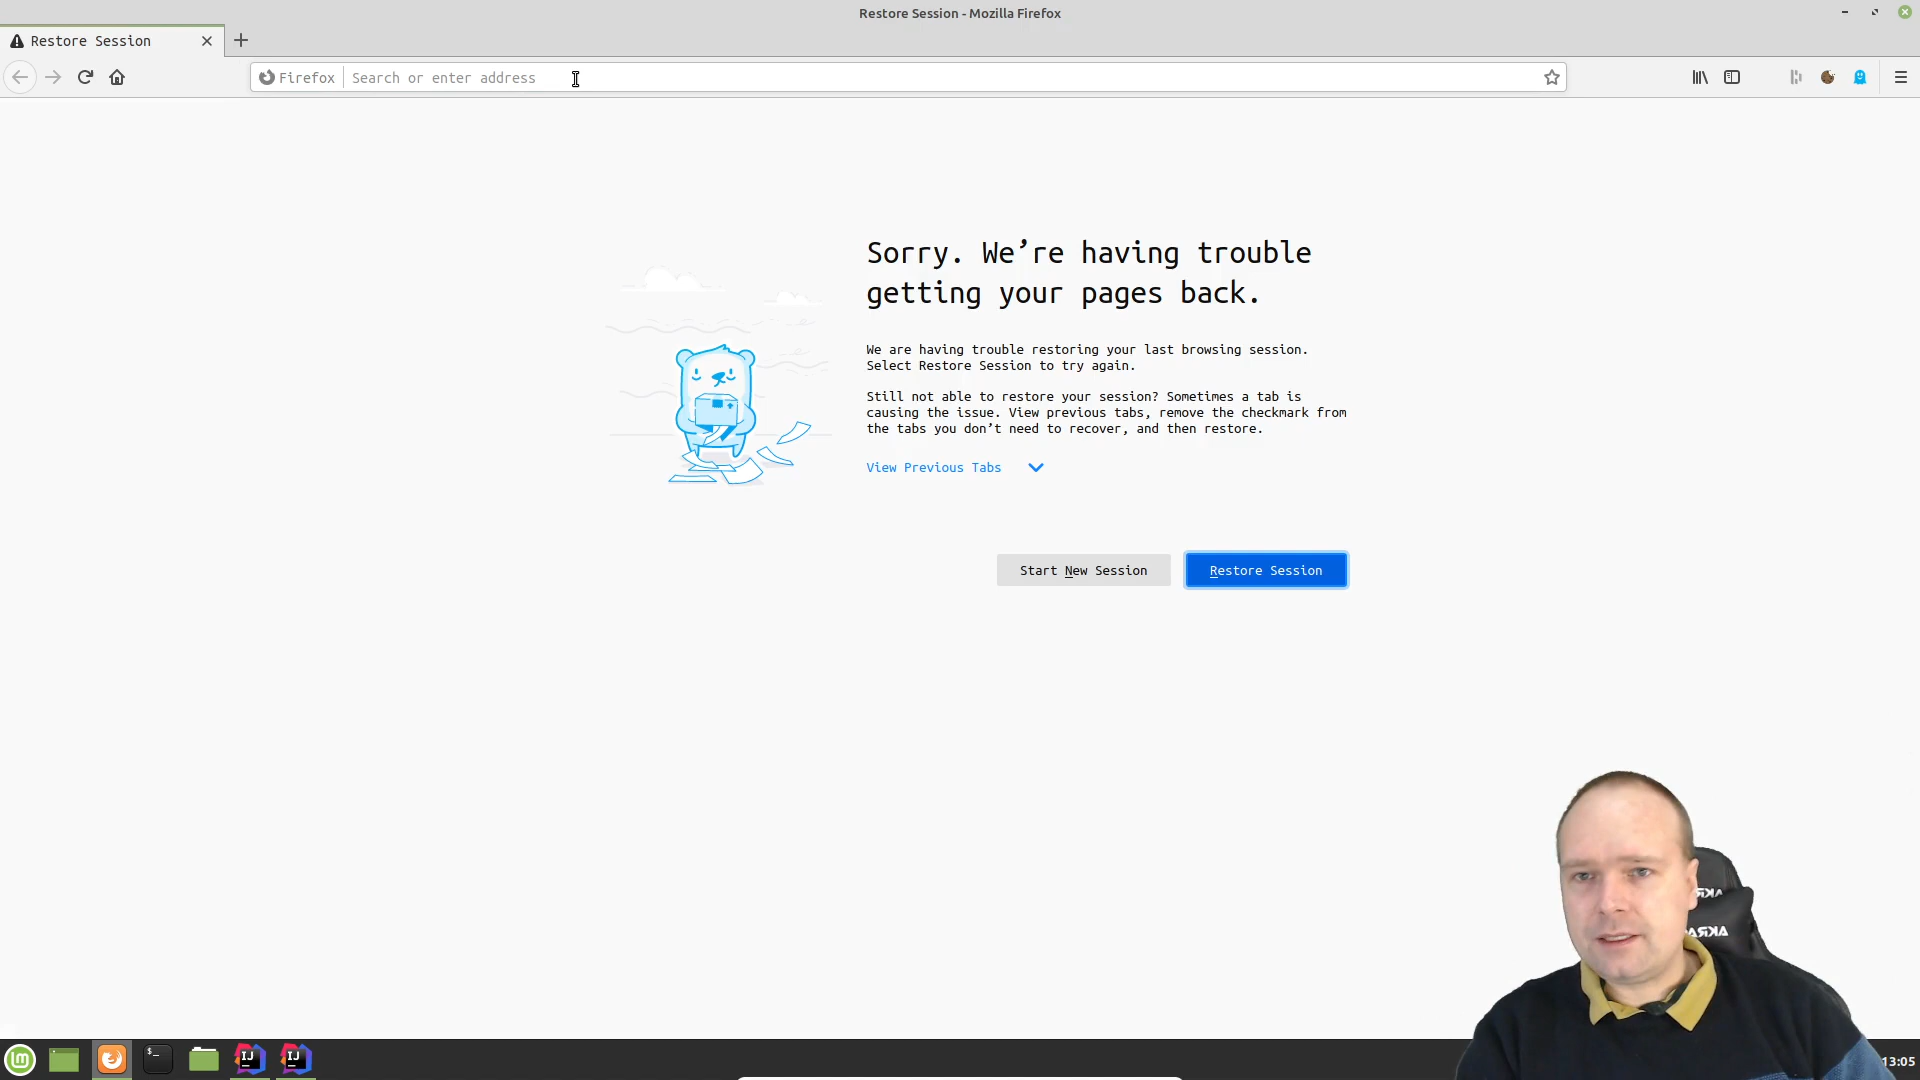 Restore Session - Mozilla Firefox
Restore Session
Firefox
Search or enter address
Sorry. We’re having trouble
getting your pages back.
We are having trouble restoring your last browsing session.
Select Restore Session to try again.
Still not able to restore your session? Sometimes a tab is
causing the issue. View previous tabs, remove the checkmark from
the tabs you don’t need to recover, and then restore.
View Previous Tabs
Start New Session
Restore Session
IJ
IJ
13:05